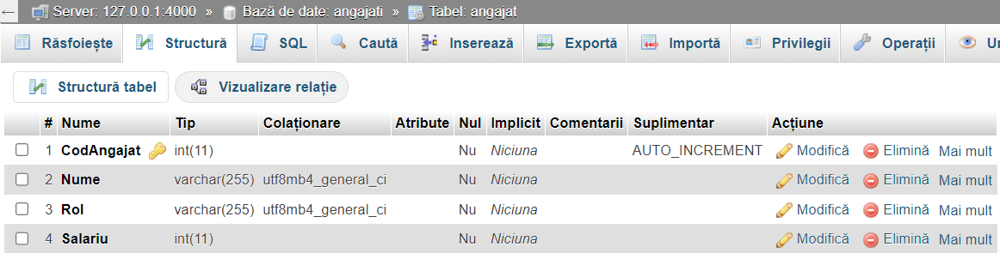 ← Server: 127.0.0.1:4000 » Bază de date: angajati » Tabel: angajat
Răsfoiește Structură SQL Caută Inserează Exportă Importă Privilegii Operații Ur
Structură tabel Vizualizare relație
# Nume Tip Colaționare Atribute Nul Implicit Comentarii Suplimentar Acțiune
1 CodAngajat int(11) Nu Niciuna AUTO_INCREMENT Modifică Elimină Mai mult
2 Nume varchar(255) utf8mb4_general_ci Nu Niciuna Modifică Elimină Mai mult
3 Rol varchar(255) utf8mb4_general_ci Nu Niciuna Modifică Elimină Mai mult
4 Salariu int(11) Nu Niciuna Modifică Elimină Mai mult